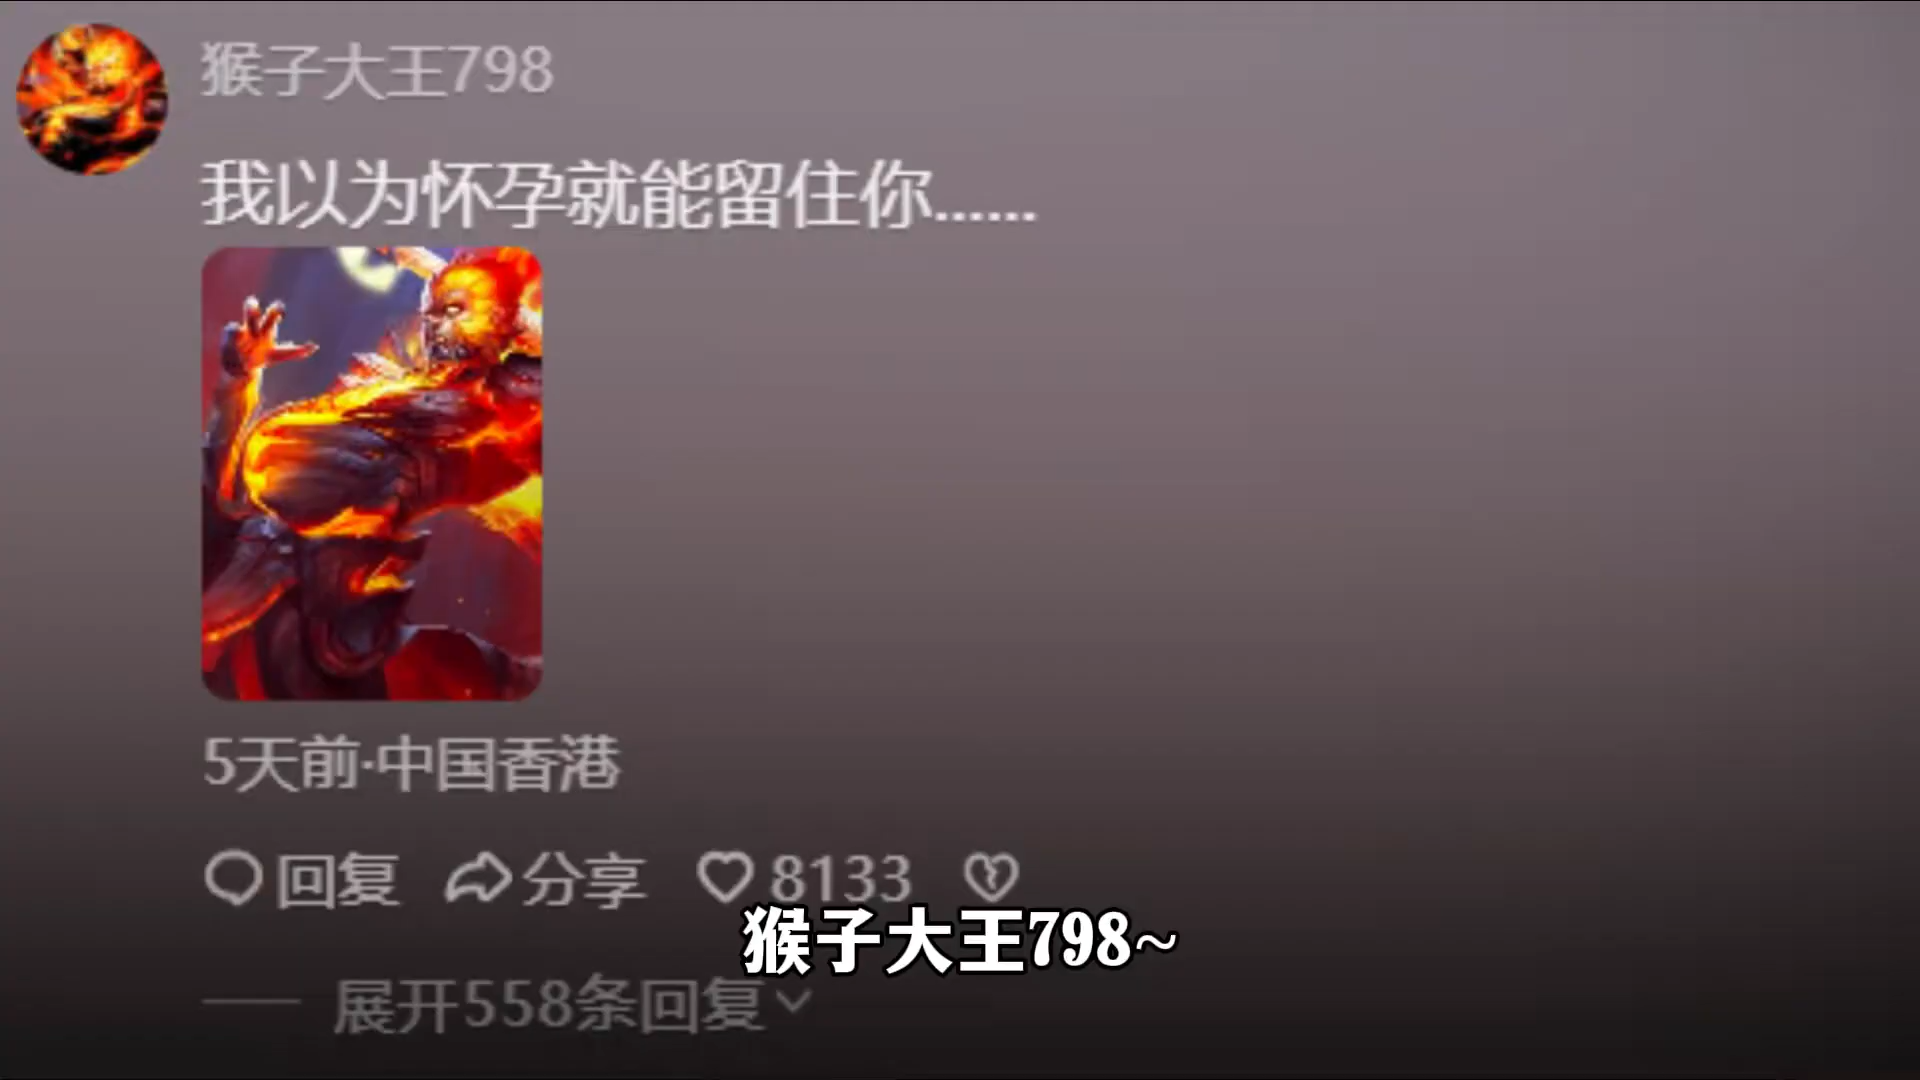 猴子大王798
我以为怀孕就能留住你......
5天前·中国香港
回复 分享 8133
猴子大王798~
展开558条回复